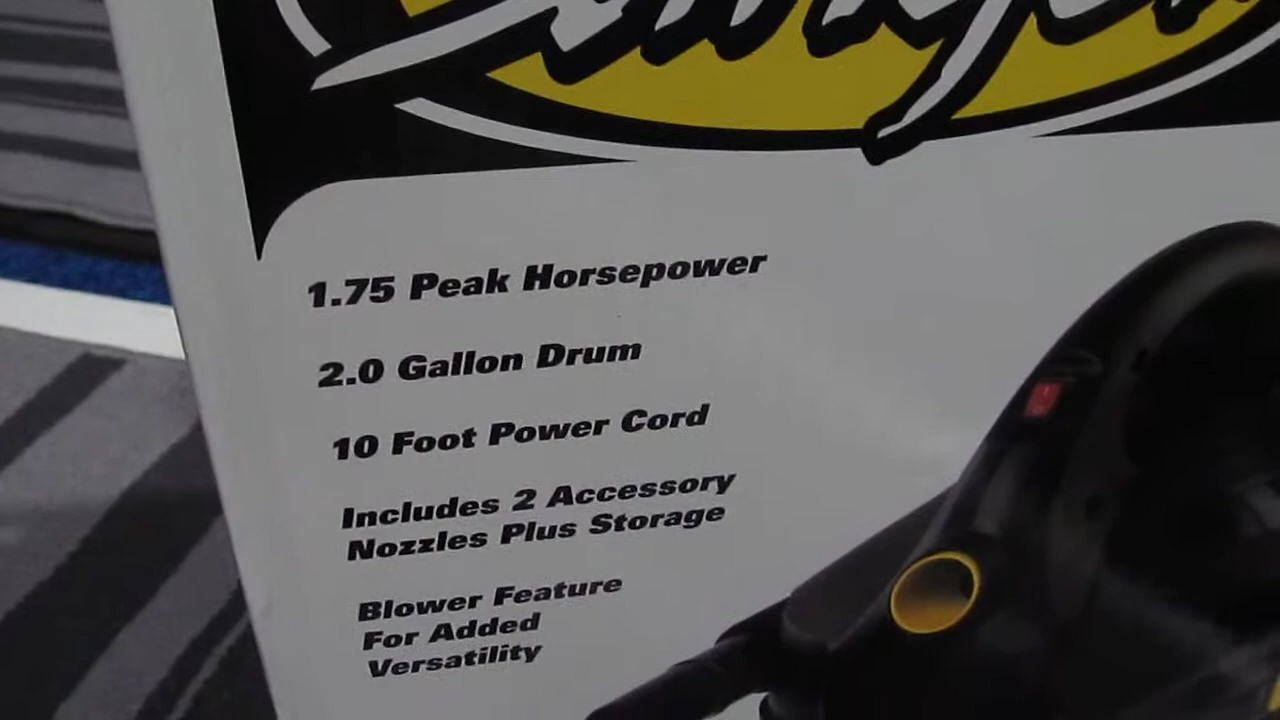 1.75 Peak Horsepower
2.0 Gallon Drum
10 Foot Power Cord
Includes 2 Accessory
Nozzles Plus Storage
Blower Feature
For Added
Versatility